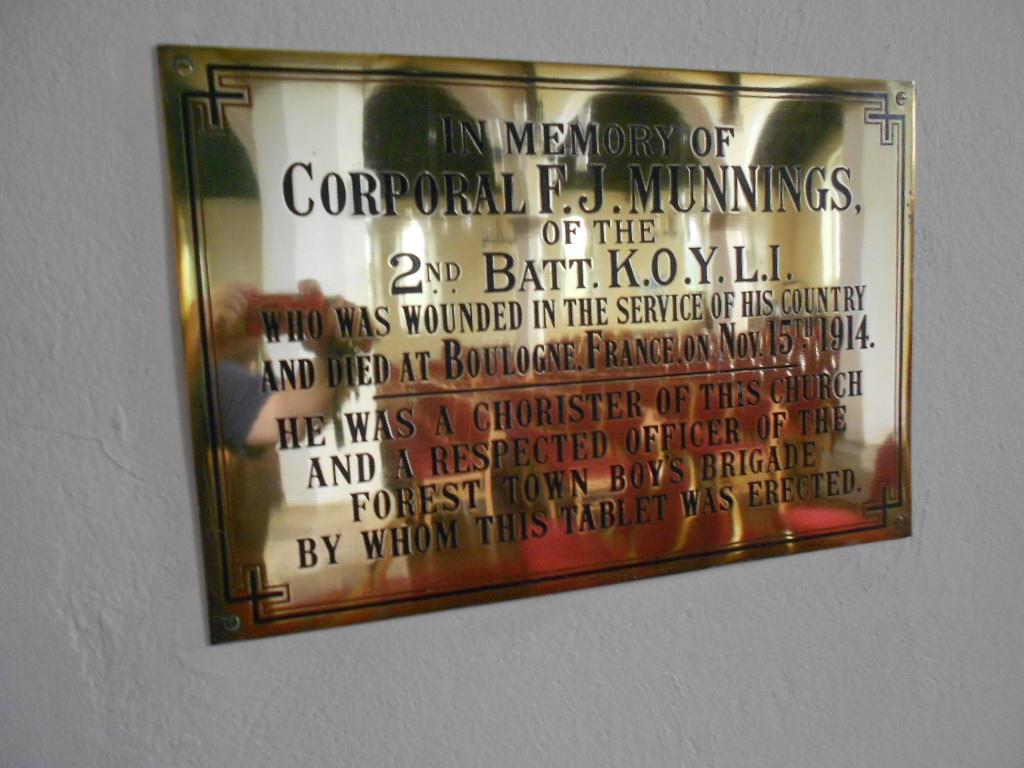 IN MEMORY OF
CORPORAL F.J. MUNNINGS,
OF THE
2ND BATT. K.O.Y.L.I.
WHO WAS WOUNDED IN THE SERVICE OF HIS COUNTRY
AND DIED AT BOULOGNE, FRANCE, ON NOV. 15TH 1914.
HE WAS A CHORISTER OF THIS CHURCH
AND A RESPECTED OFFICER OF THE
FOREST TOWN BOY'S BRIGADE
BY WHOM THIS TABLET WAS ERECTED.